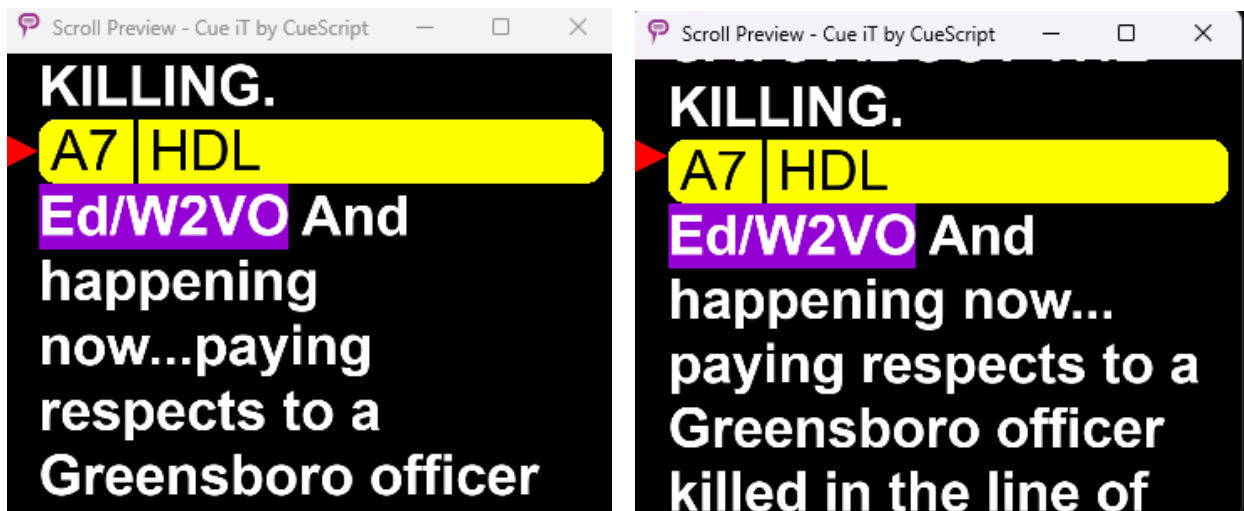 Scroll Preview - Cue iT by CueScript
KILLING.
A7 HDL
Ed/W2VO And
happening
now...paying
respects to a
Greensboro officer
Scroll Preview - Cue iT by CueScript
KILLING.
A7 HDL
Ed/W2VO And
happening now...
paying respects to a
Greensboro officer
killed in the line of